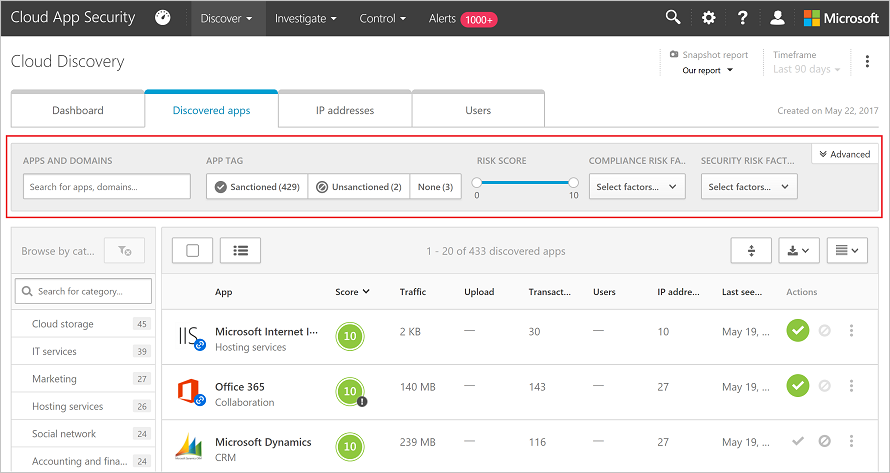 Cloud App Security Discover Investigate Control Alerts 1000+ ? Microsoft
Cloud Discovery
Snapshot report
Our report
Timeframe
Last 90 days
Dashboard Discovered apps IP addresses Users
Created on May 22, 2017
Advanced
APPS AND DOMAINS APP TAG RISK SCORE COMPLIANCE RISK FA... SECURITY RISK FACT...
Search for apps, domains... Sanctioned (429) Unsanctioned (2) None (3) Select factors... Select factors...
0 10
Browse by cat... 1 - 20 of 433 discovered apps
Search for category...
App Score Traffic Upload Transact... Users IP addre... Last see... Actions
Cloud storage 45
IT services 39
Marketing 27
Hosting services 26
Social network 24
Accounting and fina... 24
IIS Microsoft Internet I··· 10 2 KB — 30 — 10 May 19, ...
Hosting services
Office 365 10 140 MB — 143 — 27 May 19, ...
Collaboration
Microsoft Dynamics 10 239 MB — 116 — 27 May 19, ...
CRM